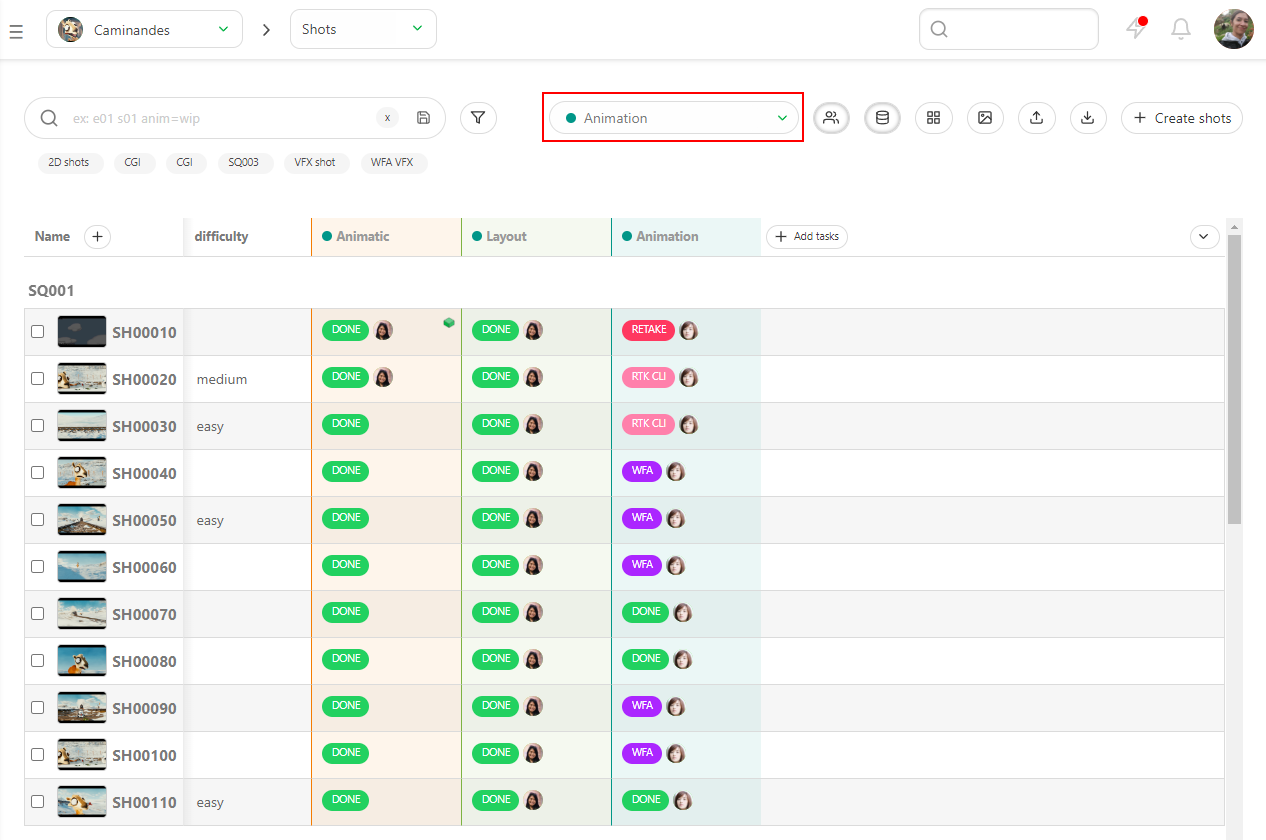 Caminandes > Shots
ex: e01 s01 anim=wip x Animation + Create shots
2D shots CGI CGI SQ003 VFX shot WFA VFX
Name + difficulty Animatic Layout Animation + Add tasks
SQ001
SH00010 DONE DONE RETAKE
SH00020 medium DONE DONE RTK CLI
SH00030 easy DONE DONE RTK CLI
SH00040 DONE DONE WFA
SH00050 easy DONE DONE WFA
SH00060 DONE DONE WFA
SH00070 DONE DONE DONE
SH00080 DONE DONE DONE
SH00090 DONE DONE WFA
SH00100 DONE DONE WFA
SH00110 easy DONE DONE DONE